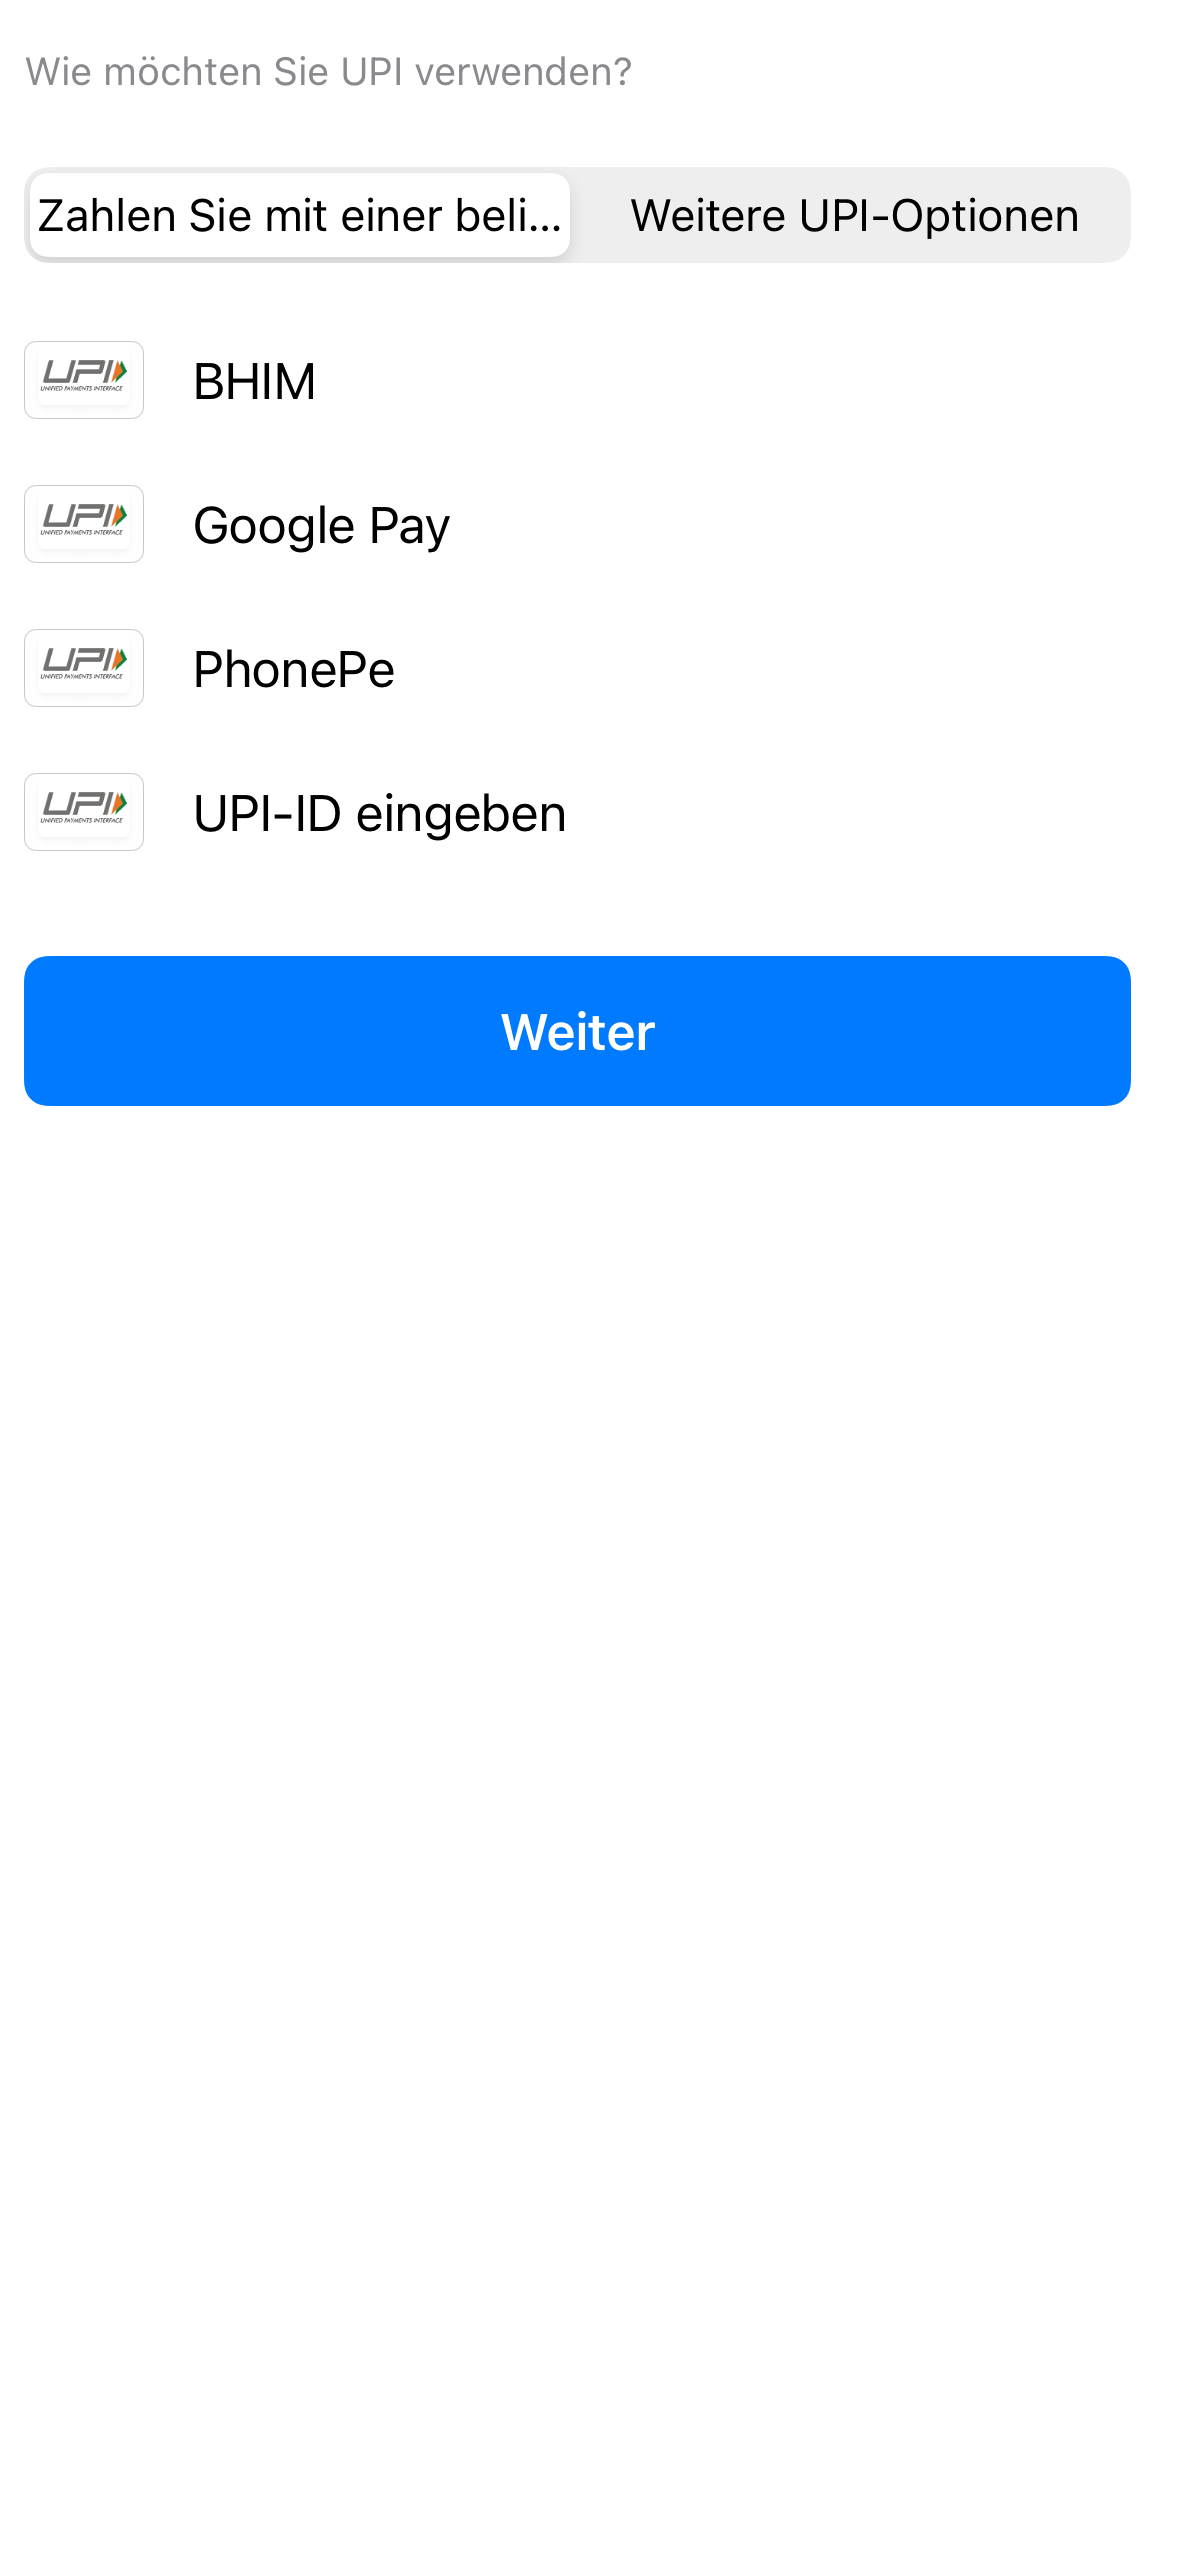 Wie möchten Sie UPI verwenden?
Zahlen Sie mit einer beli... Weitere UPI-Optionen
UPI
UNIFIED PAYMENTS INTERFACE
BHIM
UPI
UNIFIED PAYMENTS INTERFACE
Google Pay
UPI
UNIFIED PAYMENTS INTERFACE
PhonePe
UPI
UNIFIED PAYMENTS INTERFACE
UPI-ID eingeben
Weiter